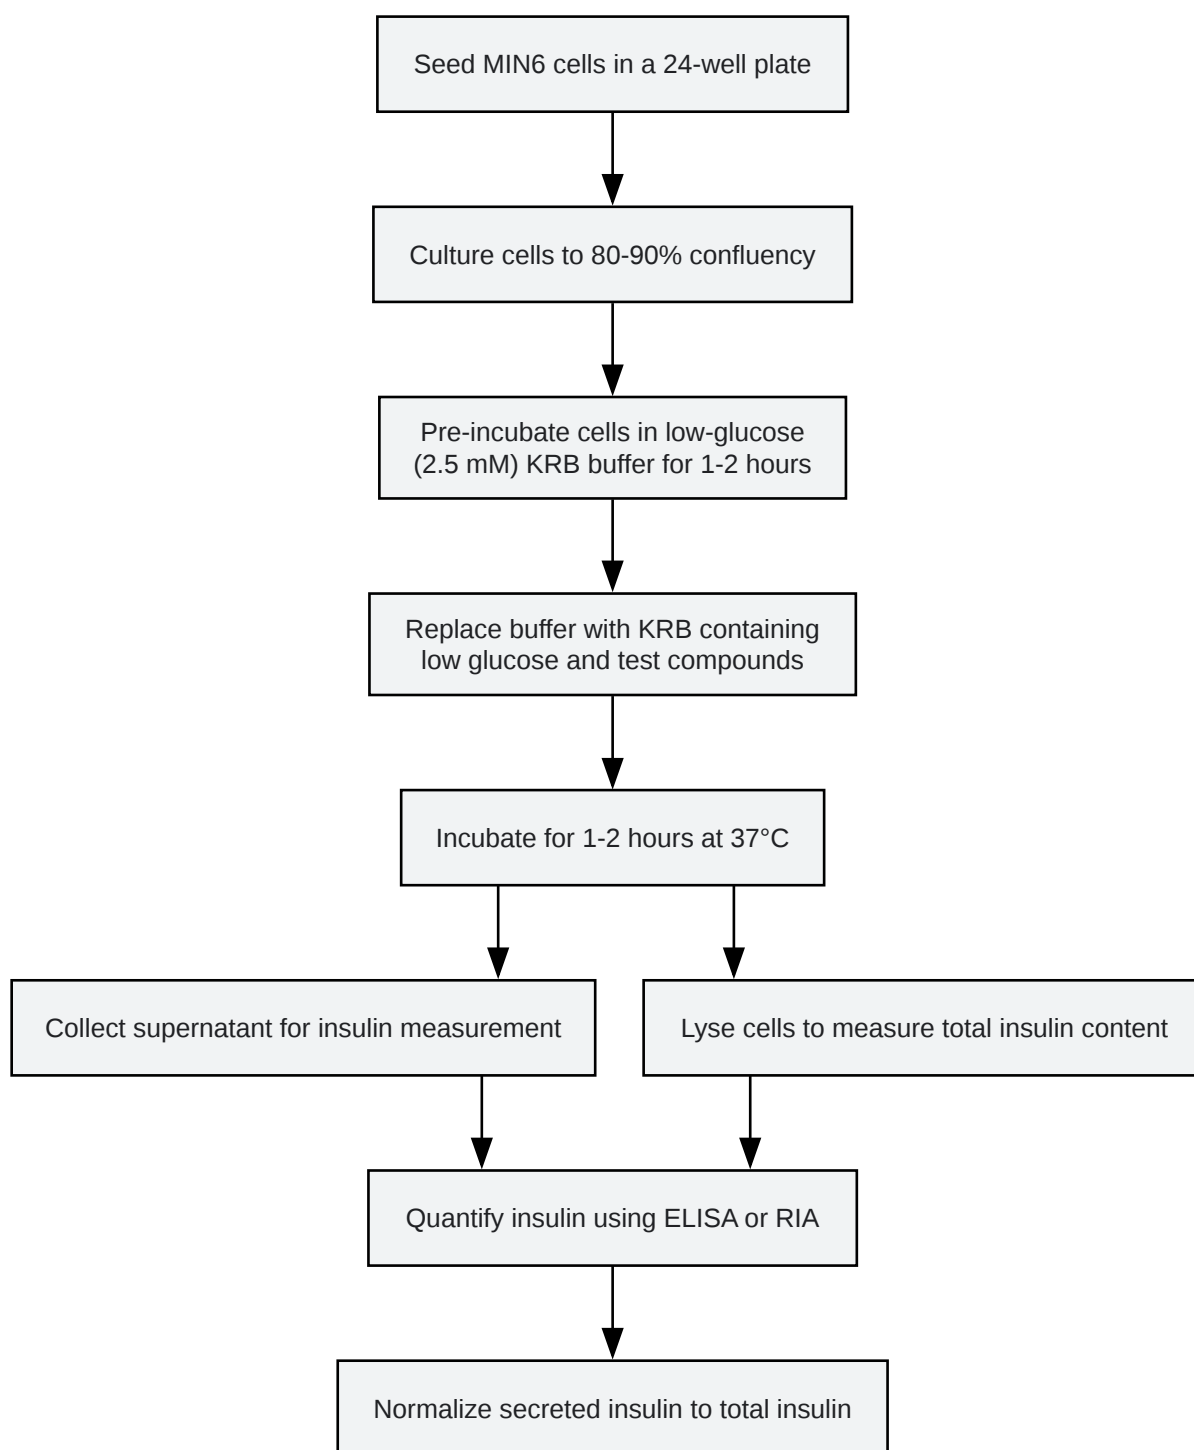 Seed MIN6 cells in a 24-well plate
Culture cells to 80-90% confluency
Pre-incubate cells in low-glucose
(2.5 mM) KRB buffer for 1-2 hours
Replace buffer with KRB containing
low glucose and test compounds
Incubate for 1-2 hours at 37°C
Collect supernatant for insulin measurement
Lyse cells to measure total insulin content
Quantify insulin using ELISA or RIA
Normalize secreted insulin to total insulin